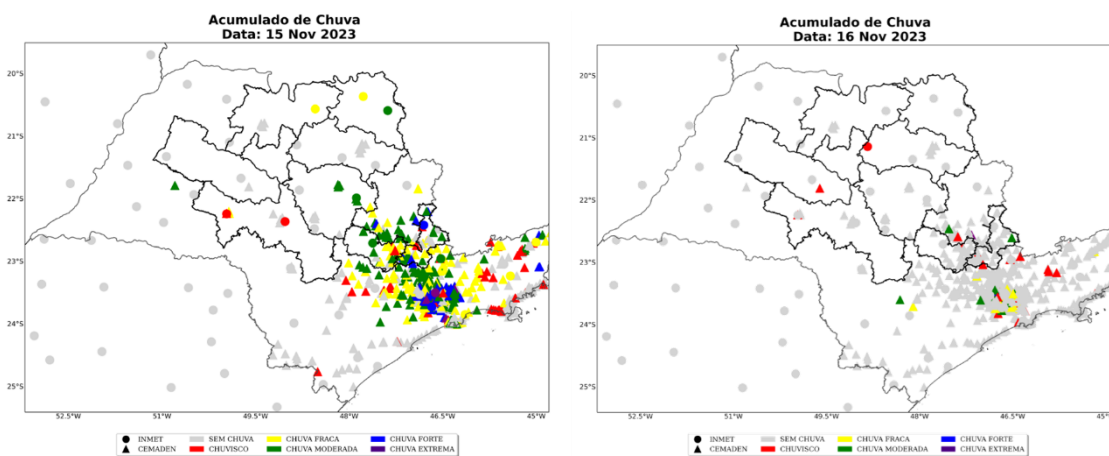 Acumulado de Chuva
Data: 15 Nov 2023
20°S
21°S
22°S
23°S
24°S
25°S
52.5°W
51°W
49.5°W
48°W
46.5°W
45°W
INMET
SEM CHUVA
CHUVA FRACA
CHUVA FORTE
CEMADEN
CHUVISCO
CHUVA MODERADA
CHUVA EXTREMA
Acumulado de Chuva
Data: 16 Nov 2023
20°S
21°S
22°S
23°S
24°S
25°S
52.5°W
51°W
49.5°W
48°W
46.5°W
INMET
SEM CHUVA
CHUVA FRACA
CHUVA FORTE
CEMADEN
CHUVISCO
CHUVA MODERADA
CHUVA EXTREMA